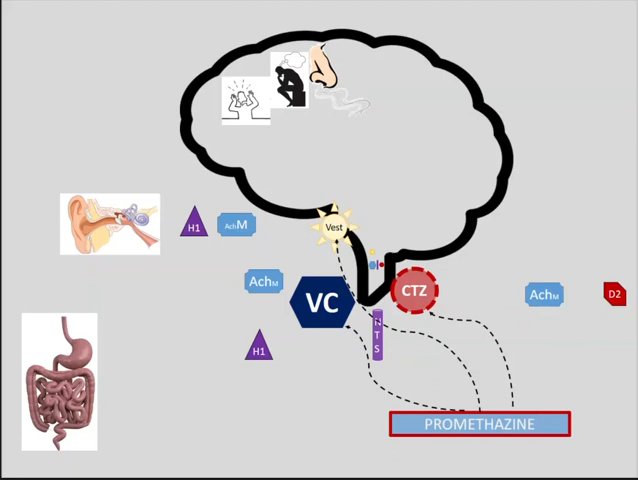 H1
AchM
Vest
AchM
VC
CTZ
AchM
D2
N
T
S
H1
PROMETHAZINE